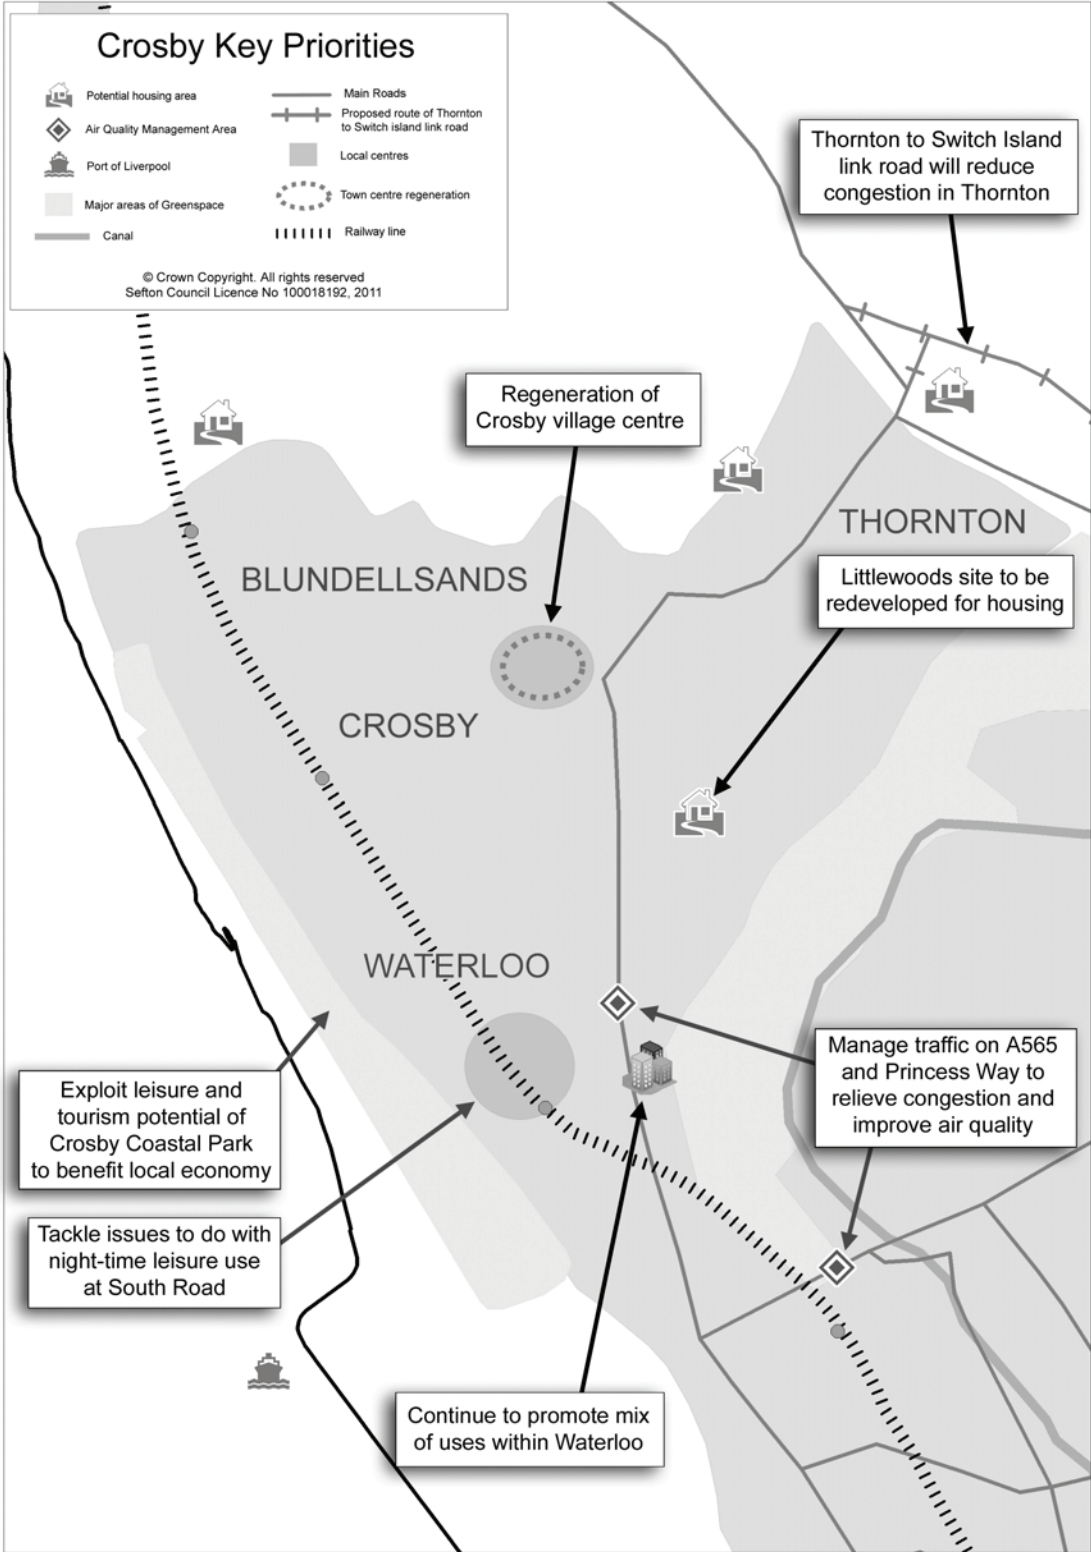 Crosby Key Priorities
Potential housing area
Air Quality Management Area
Port of Liverpool
Major areas of Greenspace
Canal
Main Roads
Proposed route of Thornton
to Switch island link road
Local centres
Town centre regeneration
Railway line
© Crown Copyright. All rights reserved
Sefton Council Licence No 100018192, 2011
Thornton to Switch Island
link road will reduce
congestion in Thornton
Regeneration of
Crosby village centre
THORNTON
BLUNDELLSANDS
Littlewoods site to be
redeveloped for housing
CROSBY
WATERLOO
Manage traffic on A565
and Princess Way to
relieve congestion and
improve air quality
Exploit leisure and
tourism potential of
Crosby Coastal Park
to benefit local economy
Tackle issues to do with
night-time leisure use
at South Road
Continue to promote mix
of uses within Waterloo